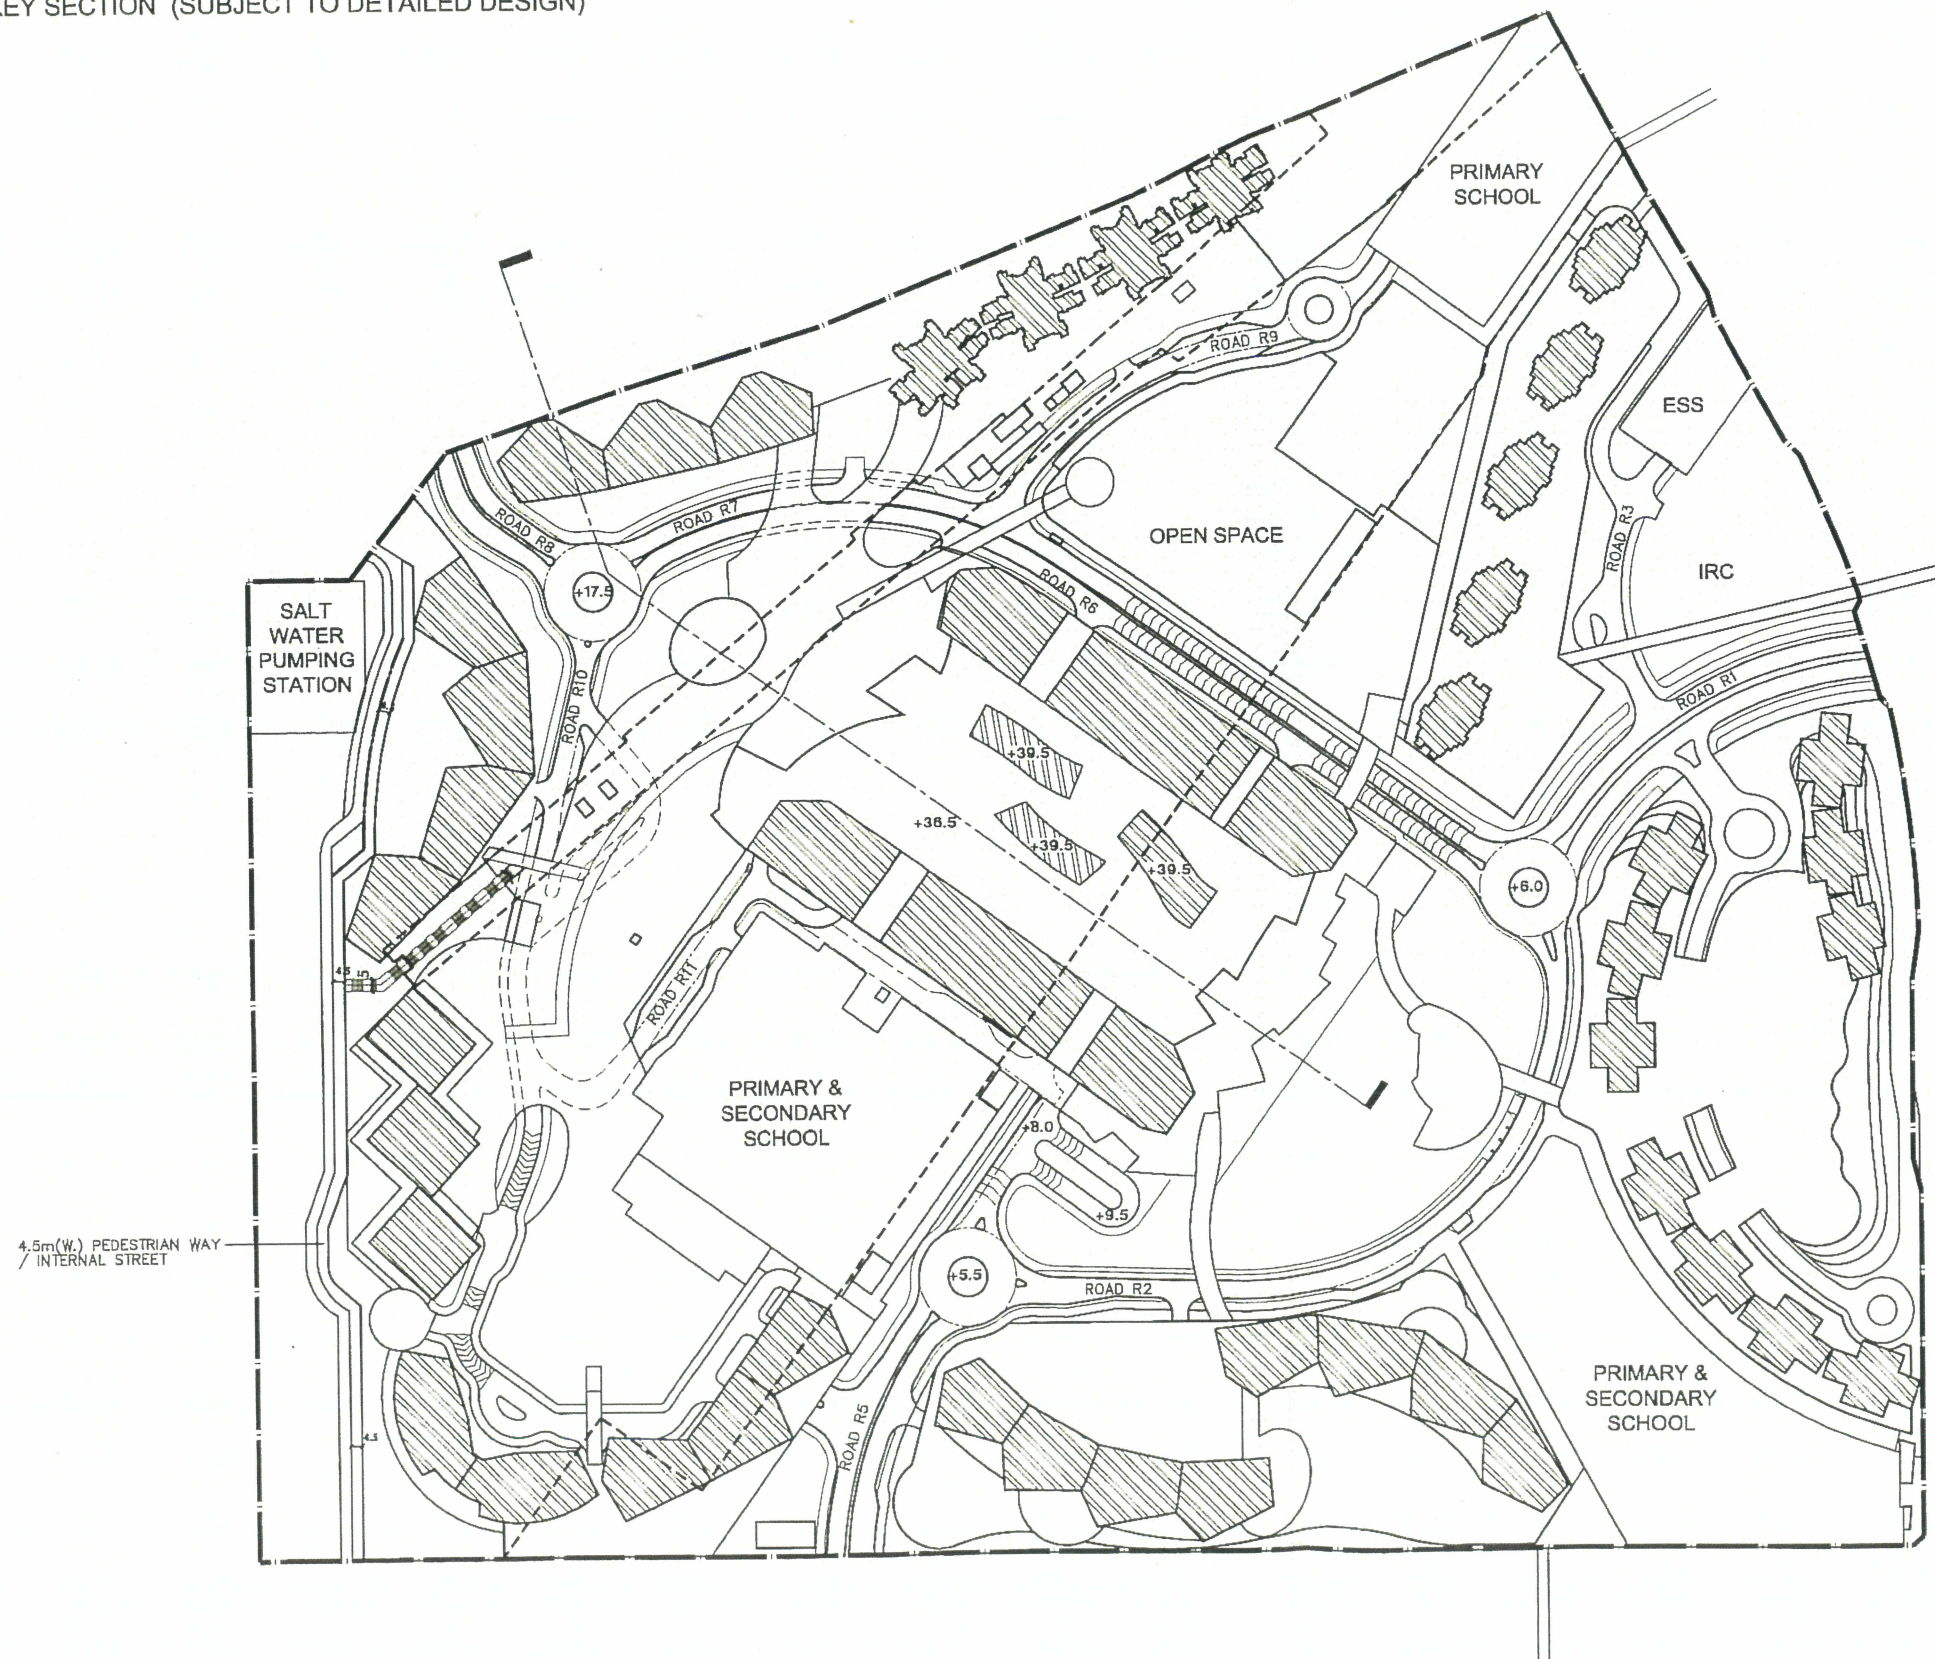 KEY SECTION (SUBJECT TO DETAILED DESIGN)
PRIMARY
SCHOOL
ROAD R9
ESS
ROAD R7
ROAD R8
OPEN SPACE
ROAD R3
IRC
ROAD R6
+17.5
SALT
WATER
PUMPING
STATION
ROAD R10
ROAD R1
+39.5
+36.5
+39.5
+39.5
+6.0
4.5
ROAD R11
PRIMARY &
SECONDARY
SCHOOL
+8.0
+9.5
4.5m(W.) PEDESTRIAN WAY
/ INTERNAL STREET
+5.5
ROAD R2
PRIMARY &
SECONDARY
SCHOOL
ROAD R5
4.5